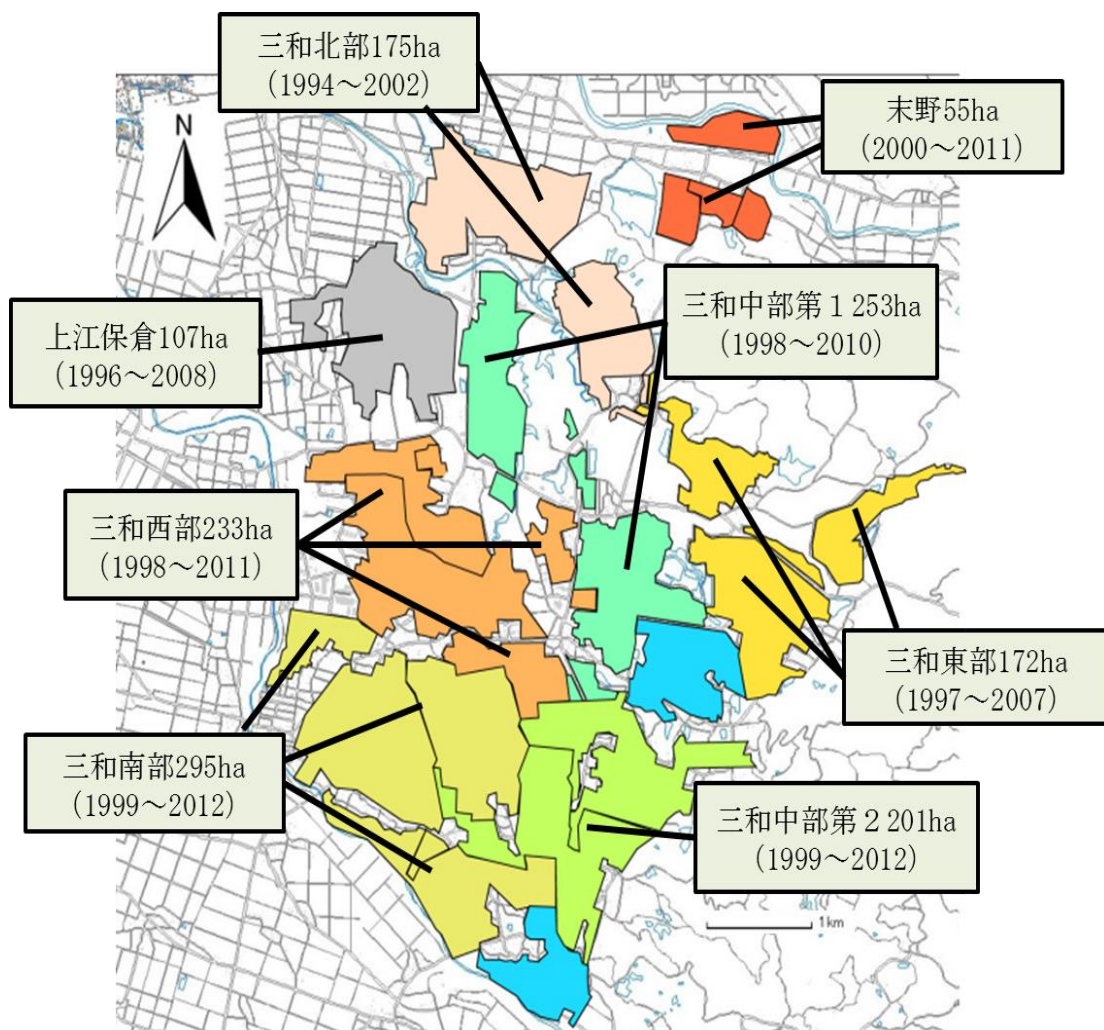 三和北部175ha
(1994～2002)
末野55ha
(2000～2011)
N
三和中部第１253ha
(1998～2010)
上江保倉107ha
(1996～2008)
三和西部233ha
(1998～2011)
三和東部172ha
(1997～2007)
三和南部295ha
(1999～2012)
三和中部第２201ha
(1999～2012)
1km